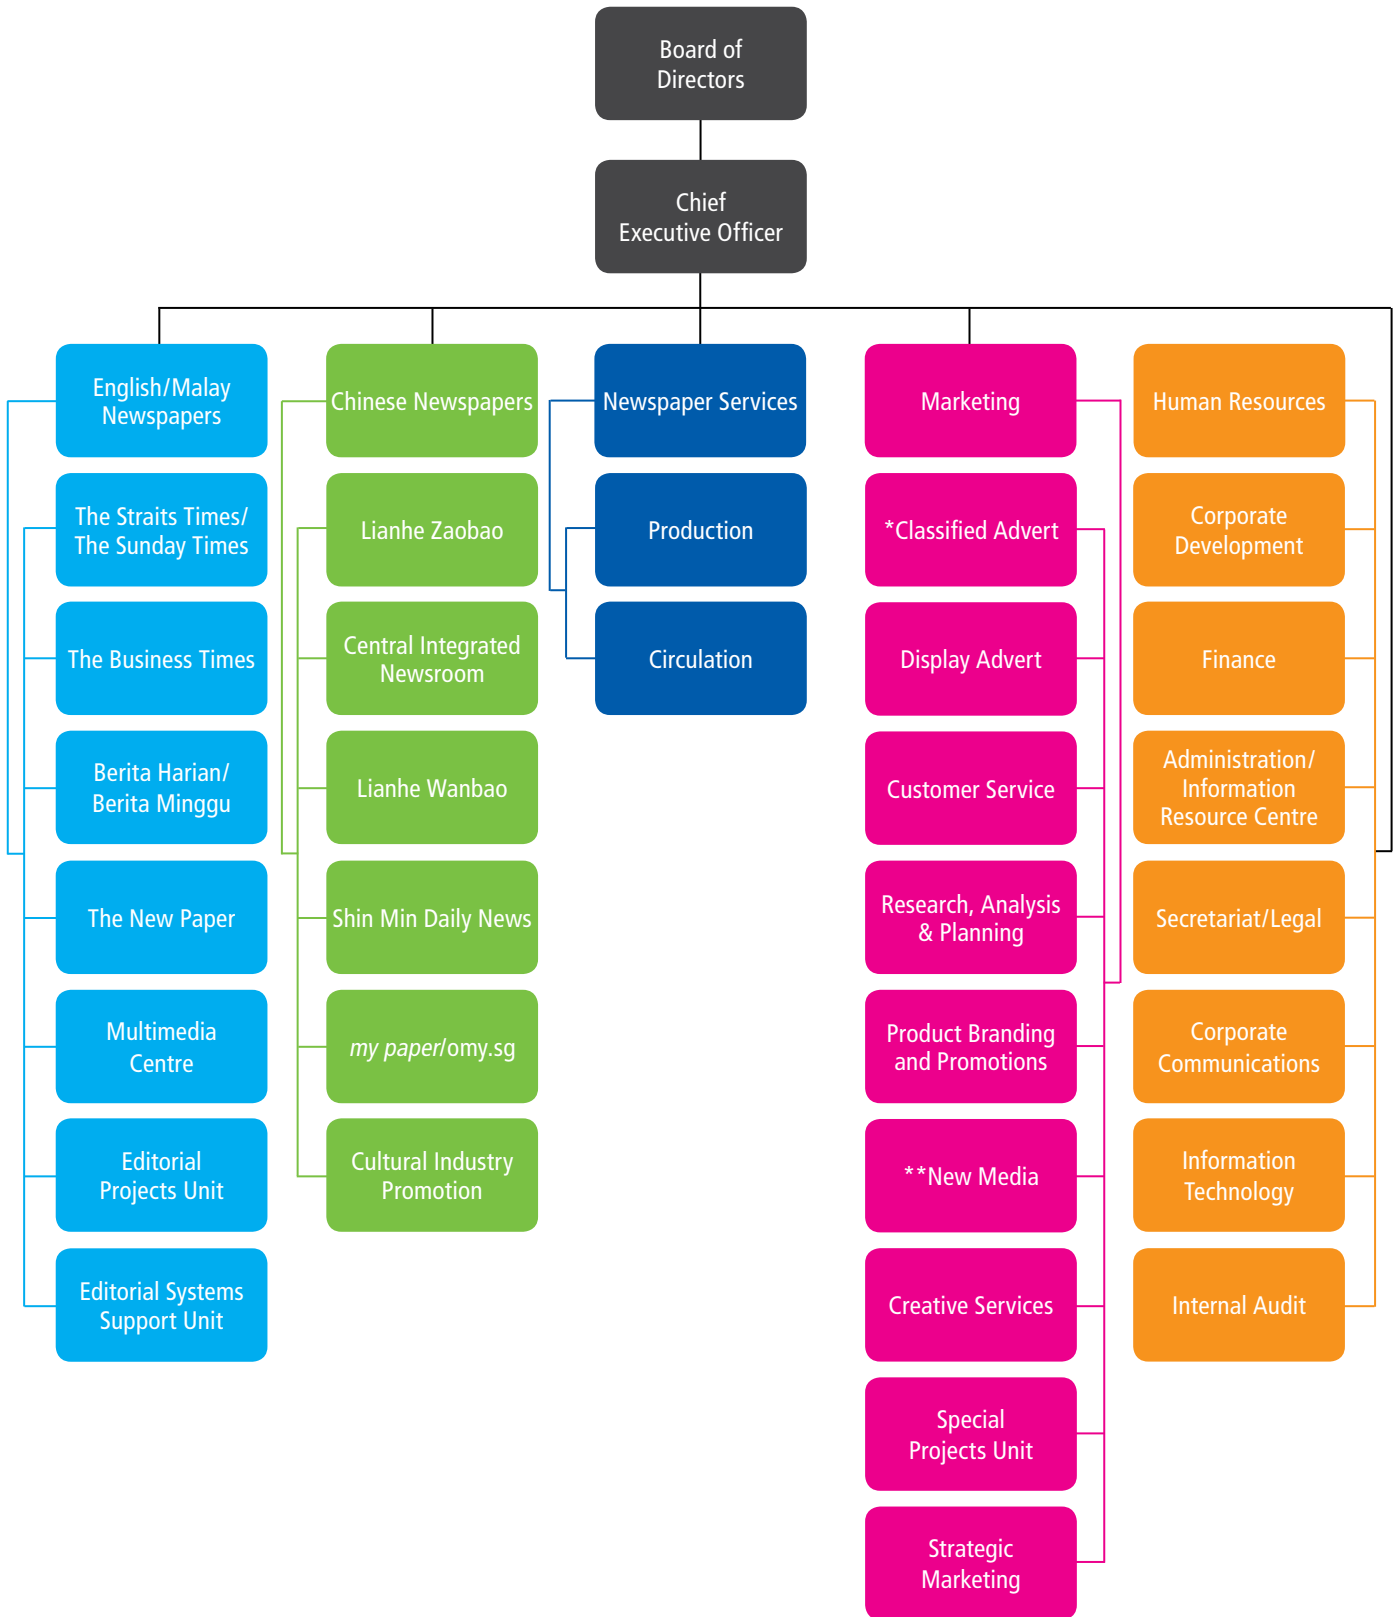 Board of
Directors
Chief
Executive Officer
English/Malay
Newspapers
The Straits Times/
The Sunday Times
The Business Times
Berita Harian/
Berita Minggu
The New Paper
Multimedia
Centre
Editorial
Projects Unit
Editorial Systems
Support Unit
Chinese Newspapers
Lianhe Zaobao
Central Integrated
Newsroom
Lianhe Wanbao
Shin Min Daily News
my paper/omy.sg
Cultural Industry
Promotion
Newspaper Services
Production
Circulation
Marketing
*Classified Advert
Display Advert
Customer Service
Research, Analysis
& Planning
Product Branding
and Promotions
**New Media
Creative Services
Special
Projects Unit
Strategic
Marketing
Human Resources
Corporate
Development
Finance
Administration/
Information
Resource Centre
Secretariat/Legal
Corporate
Communications
Information
Technology
Internal Audit